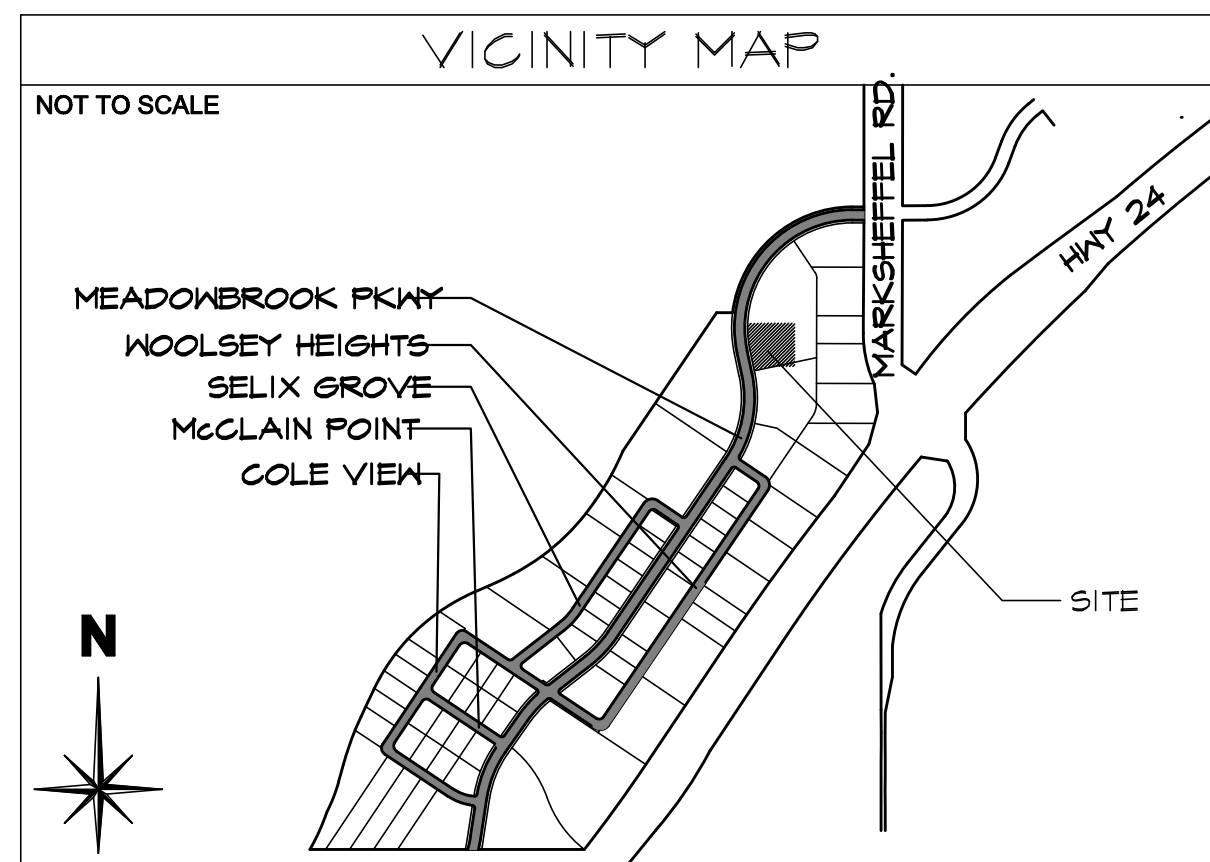 VICINITY MAP
NOT TO SCALE
MARKSHEFFEL RD.
HWY 24
MEADOWBROOK PKWY
WOOLSEY HEIGHTS
SELIX GROVE
McCLAIN POINT
COLE VIEW
SITE
N